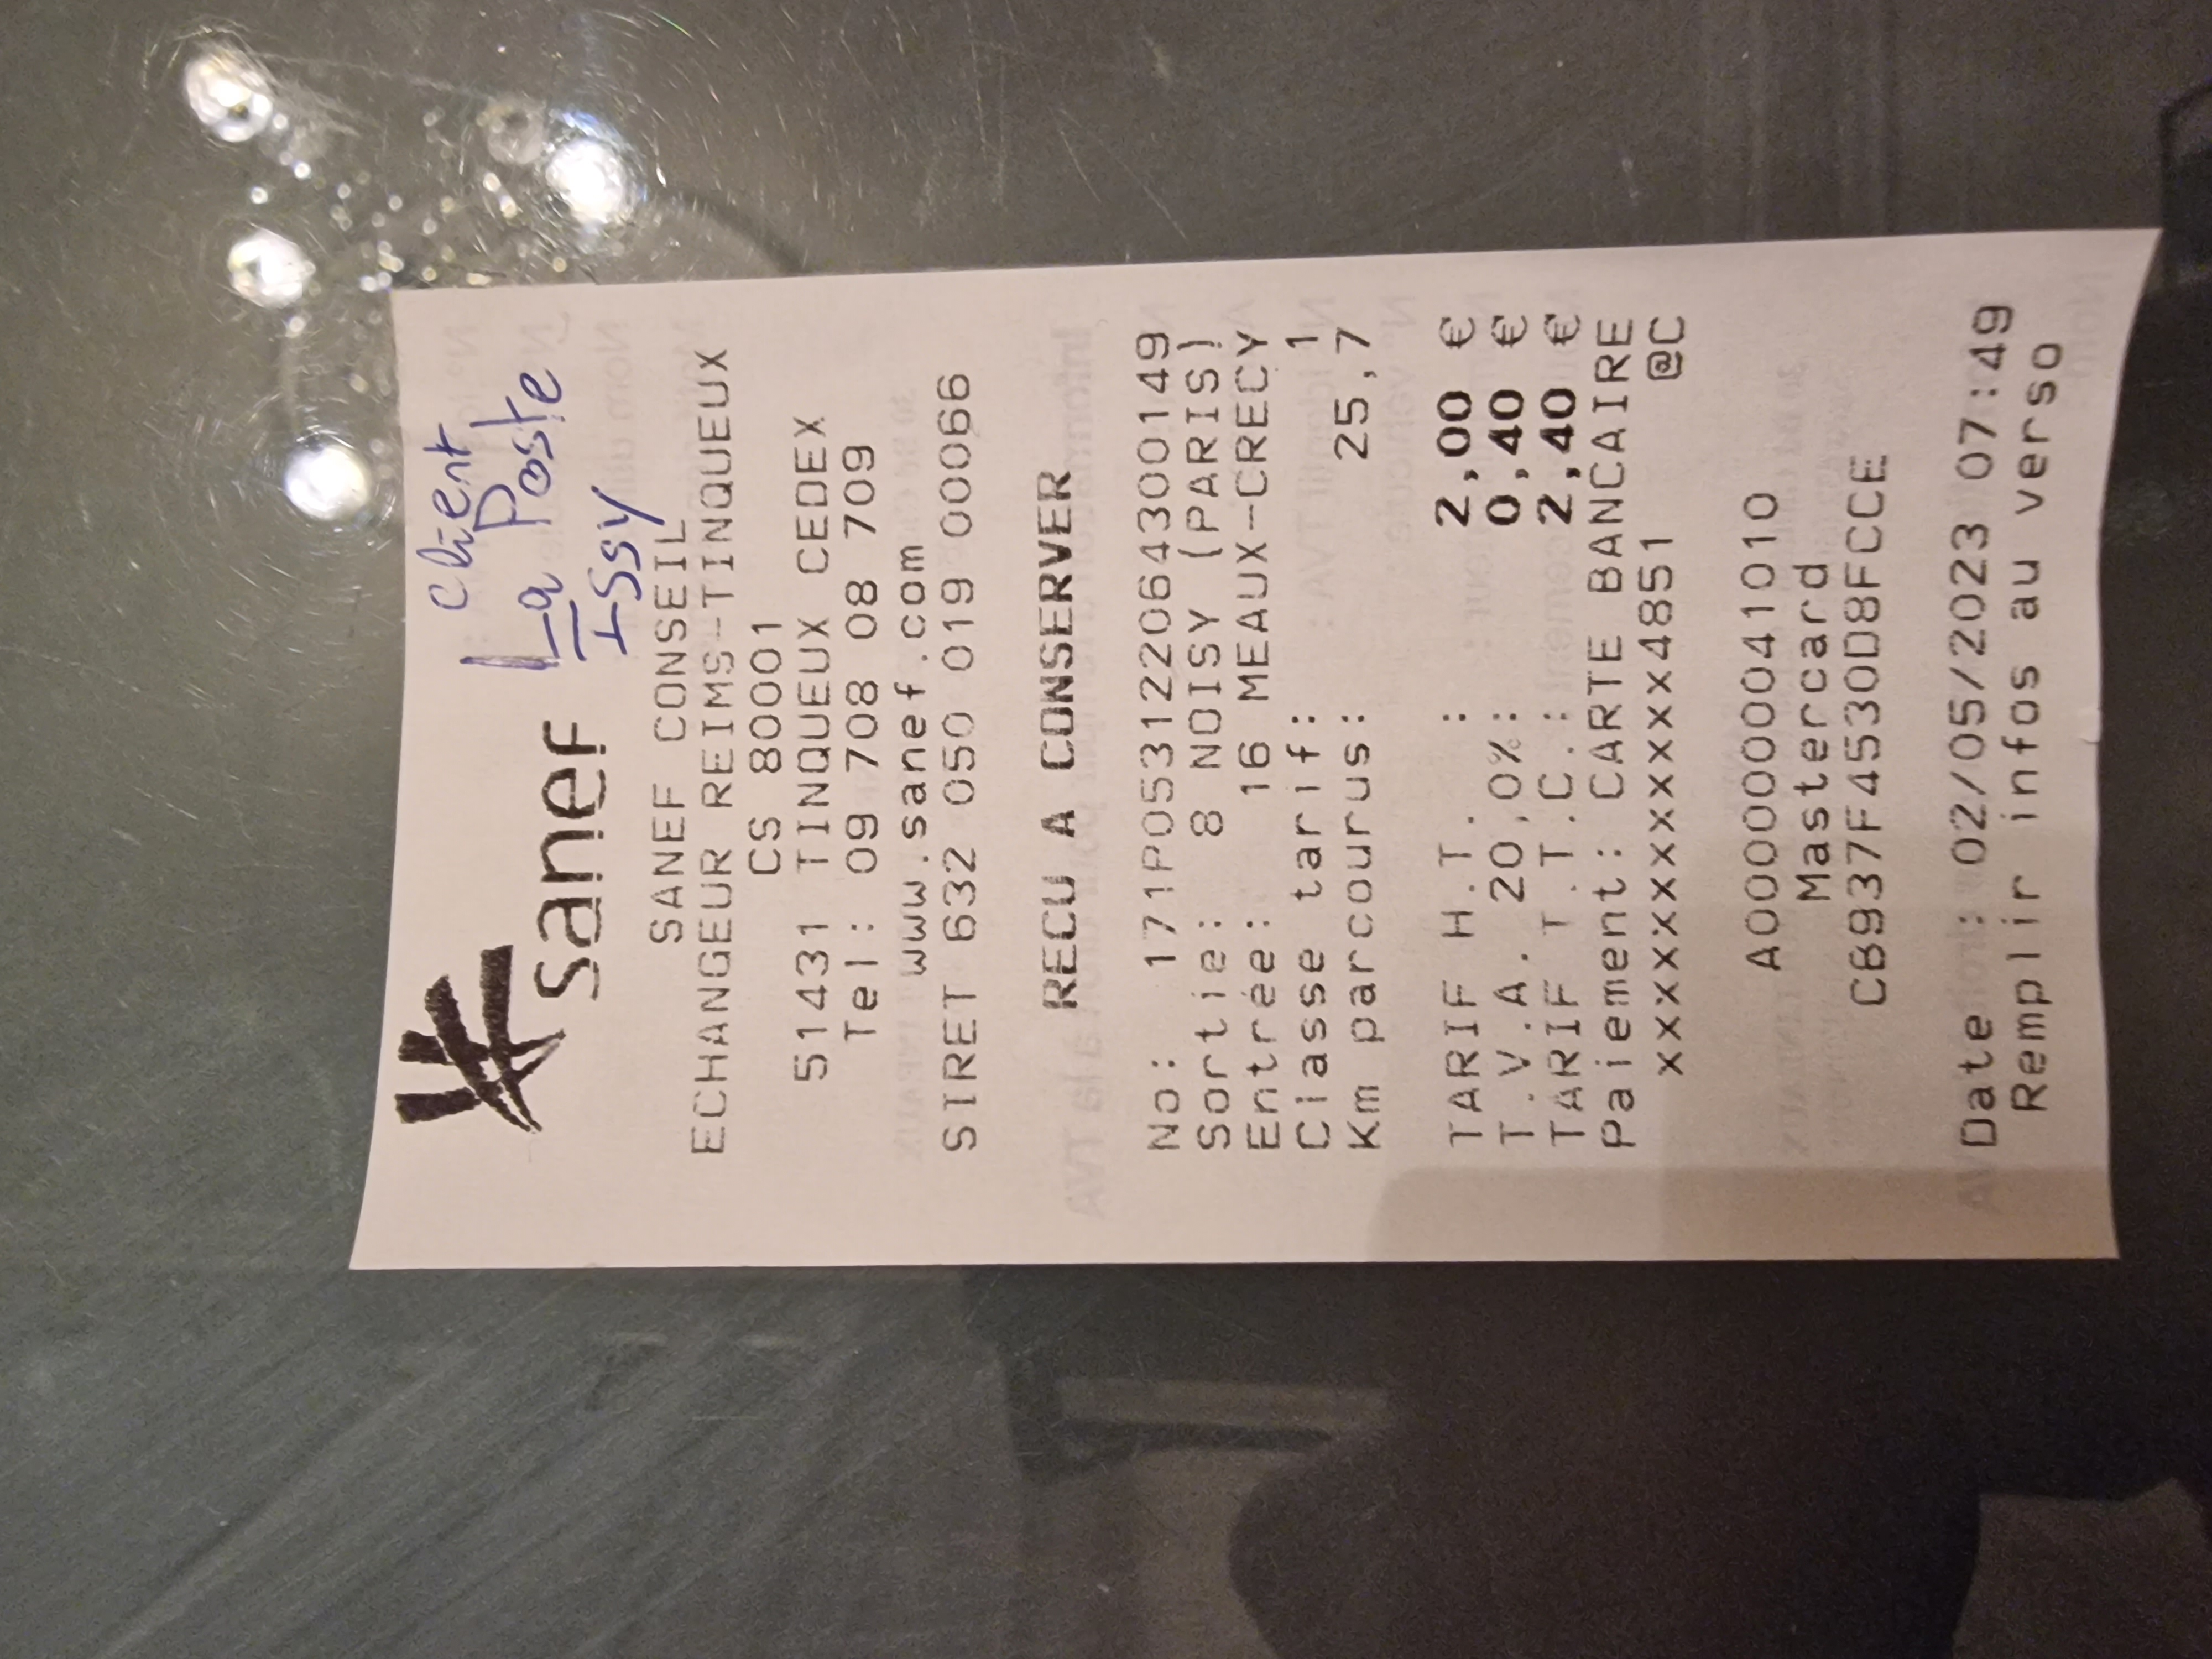 client
La Poste
Issy
sanef
SANEF CONSEIL
ECHANGEUR REIMS-TINQUEUX
CS 80001
51431 TINQUEUX CEDEX
Tel: 09 708 08 709
www.sanef.com
SIRET 632 050 019 00066
RECU A CONSERVER
No: 171P053122064300149
Sortie: 8 NOISY (PARIS)
Entrée: 16 MEAUX-CRECY
Classe tarif: 1
Km parcourus: 25,7
TARIF H.T. : 2,00 €
T.V.A. 20,0%: 0,40 €
TARIF T.T.C.: 2,40 €
Paiement: CARTE BANCAIRE
xxxxxxxxxxxx4851 @C
A0000000041010
Mastercard
CB937F4530D8FCCE
Date : 02/05/2023 07:49
Remplir infos au verso